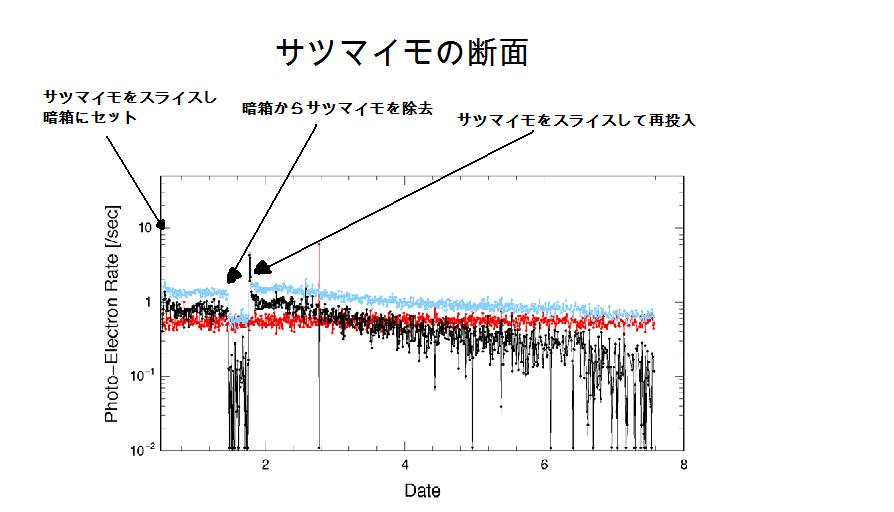 サツマイモの断面
サツマイモをスライスし
暗箱にセット
暗箱からサツマイモを除去
サツマイモをスライスして再投入
Photo-Electron Rate [/sec]
10
1
10⁻¹
10⁻²
2
4
6
8
Date